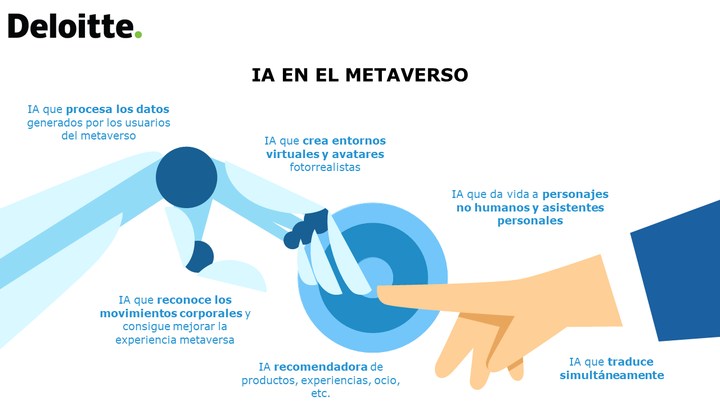 Deloitte.
IA EN EL METAVERSO
IA que procesa los datos
generados por los usuarios
del metaverso
IA que crea entornos
virtuales y avatares
fotorrealistas
IA que da vida a personajes
no humanos y asistentes
personales
IA que reconoce los
movimientos corporales y
consigue mejorar la
experiencia metaversa
IA recomendadora de
productos, experiencias, ocio,
etc.
IA que traduce
simultáneamente